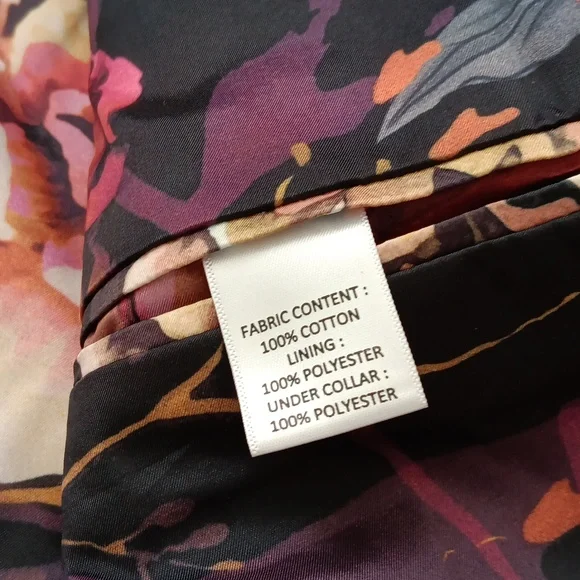 FABRIC CONTENT :
100% COTTON
LINING :
100% POLYESTER
UNDER COLLAR :
100% POLYESTER